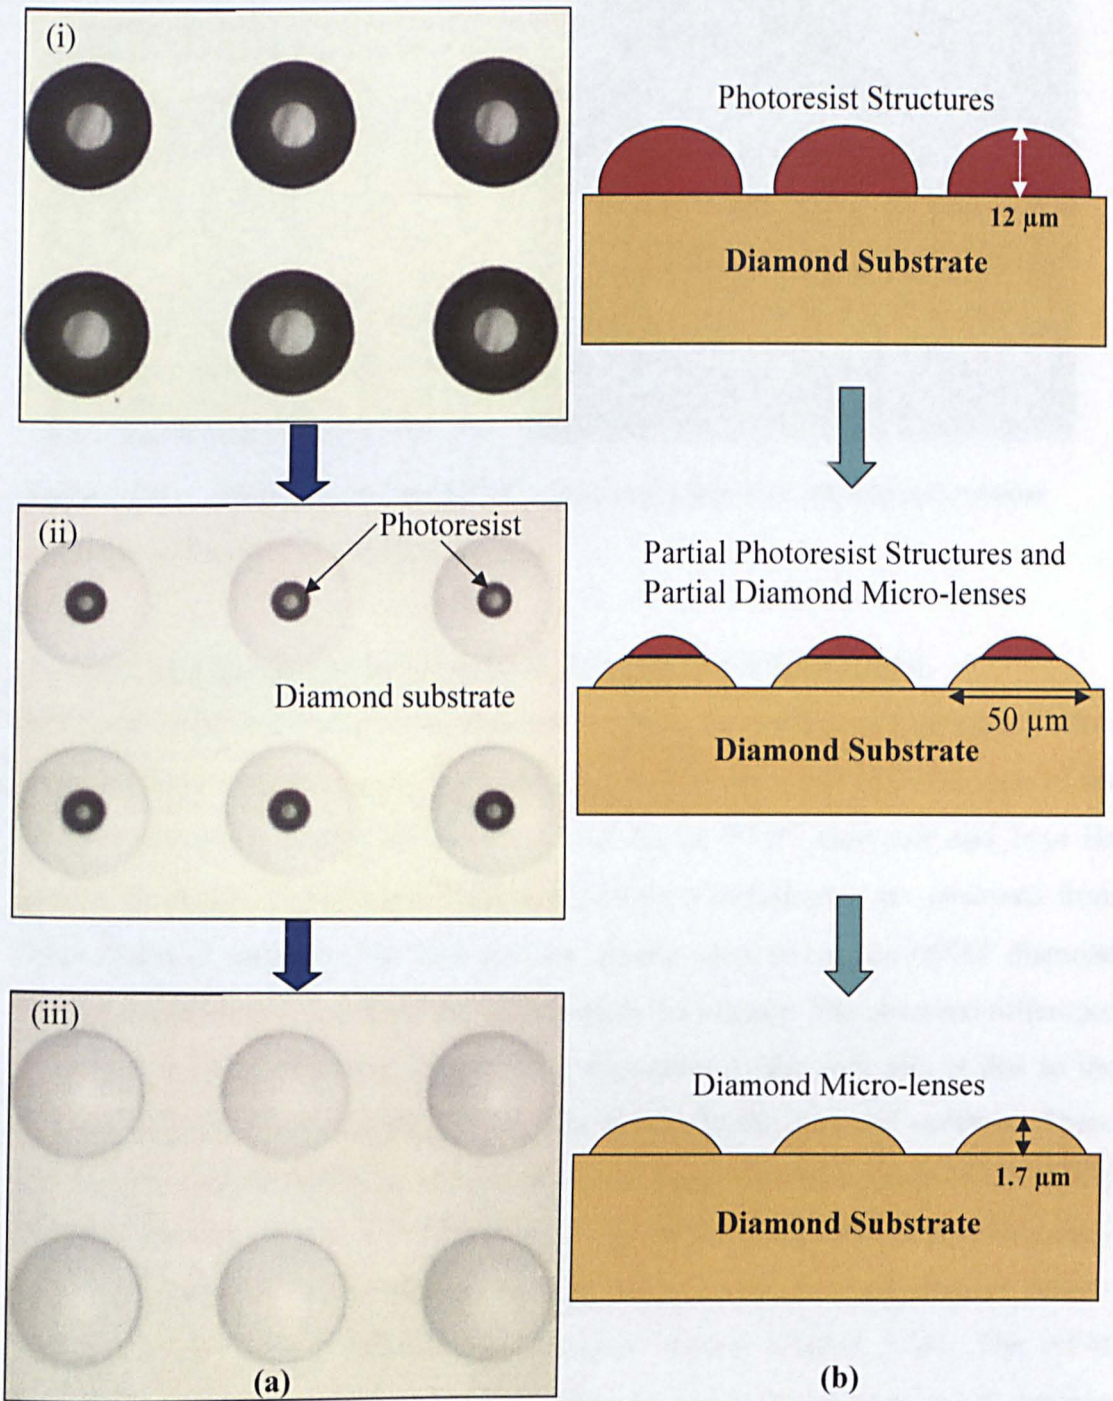 (i)
Photoresist Structures
12 µm
Diamond Substrate
(ii)
Photoresist
Diamond substrate
Partial Photoresist Structures and
Partial Diamond Micro-lenses
50 µm
Diamond Substrate
(iii)
Diamond Micro-lenses
1.7 µm
Diamond Substrate
(a)
(b)